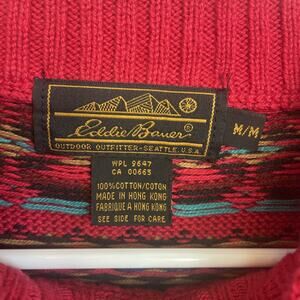 Eddie Bauer®
OUTDOOR OUTFITTER-SEATTLE, U.S.A.
M/M
WPL 9647
CA 00665
100% COTTON/COTON
MADE IN HONG KONG
FABRIQUE A HONG KONG
SEE SIDE FOR CARE